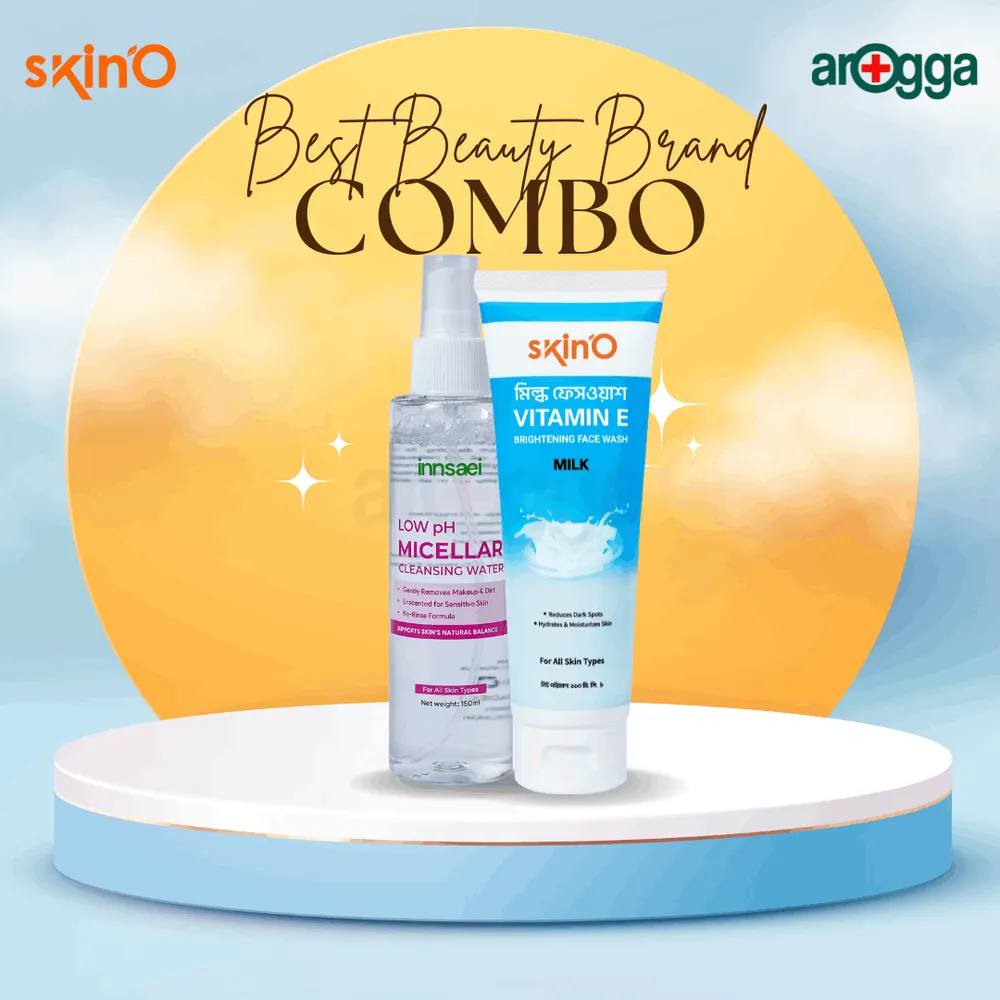 skin'O
arogga
Best Beauty Brand
COMBO
innsaei
LOW pH
MICELLAR
CLEANSING WATER
• Gently Removes Makeup & Dirt
• Unscented for Sensitive Skin
• No-Rinse Formula
SUPPORTS SKIN'S NATURAL BALANCE
For All Skin Types
Net weight: 150ml
skin'O
মিল্ক ফেসওয়াশ
VITAMIN E
BRIGHTENING FACE WASH
MILK
• Reduces Dark Spots
• Hydrates & Moisturizes Skin
For All Skin Types